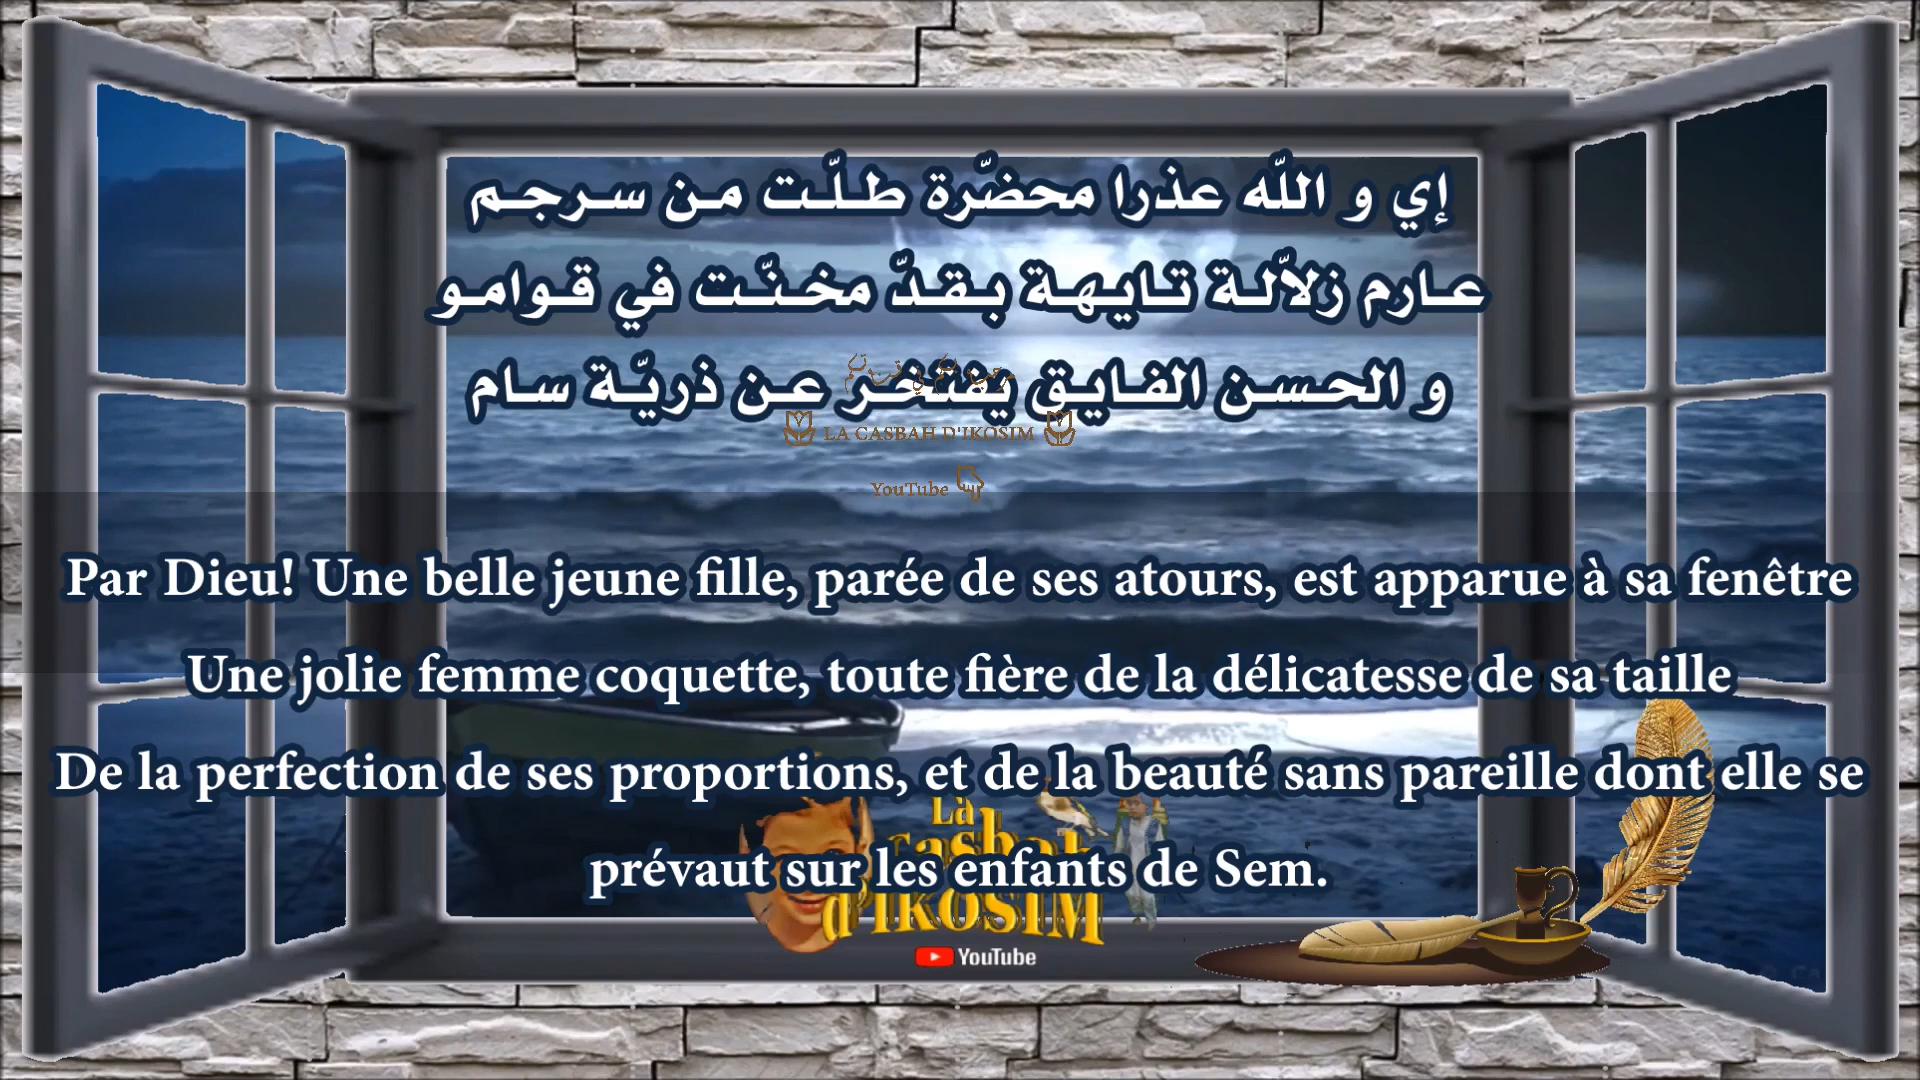 إي و اللّه عذرا محضّرة طلّت من سرجم
عارم زلاّلة تايهة بقدّ مخنّت في قوامو
و الحسن الفايق يفتخر عن ذريّة سام
LA CASBAH D'IKOSIM
YouTube
Par Dieu! Une belle jeune fille, parée de ses atours, est apparue à sa fenêtre
Une jolie femme coquette, toute fière de la délicatesse de sa taille
De la perfection de ses proportions, et de la beauté sans pareille dont elle se
prévaut sur les enfants de Sem.
La
Casbah
d'IKOSIM
YouTube